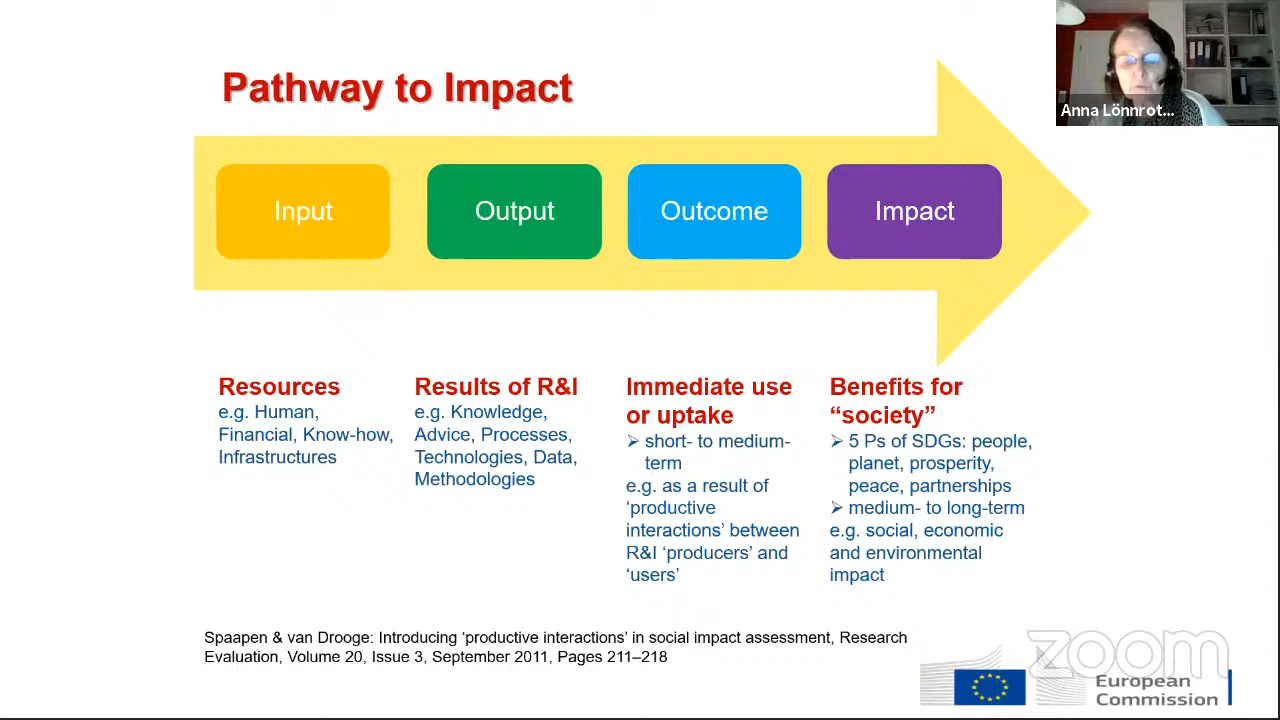 Pathway to Impact
Anna Lönnrot...
Input
Output
Outcome
Impact
Resources
e.g. Human,
Financial, Know-how,
Infrastructures
Results of R&I
e.g. Knowledge,
Advice, Processes,
Technologies, Data,
Methodologies
Immediate use
or uptake
➢ short- to medium-
term
e.g. as a result of
‘productive
interactions’ between
R&I ‘producers’ and
‘users’
Benefits for
“society”
➢ 5 Ps of SDGs: people,
planet, prosperity,
peace, partnerships
➢ medium- to long-term
e.g. social, economic
and environmental
impact
Spaapen & van Drooge: Introducing ‘productive interactions’ in social impact assessment, Research
Evaluation, Volume 20, Issue 3, September 2011, Pages 211–218
zoom
European
Commission